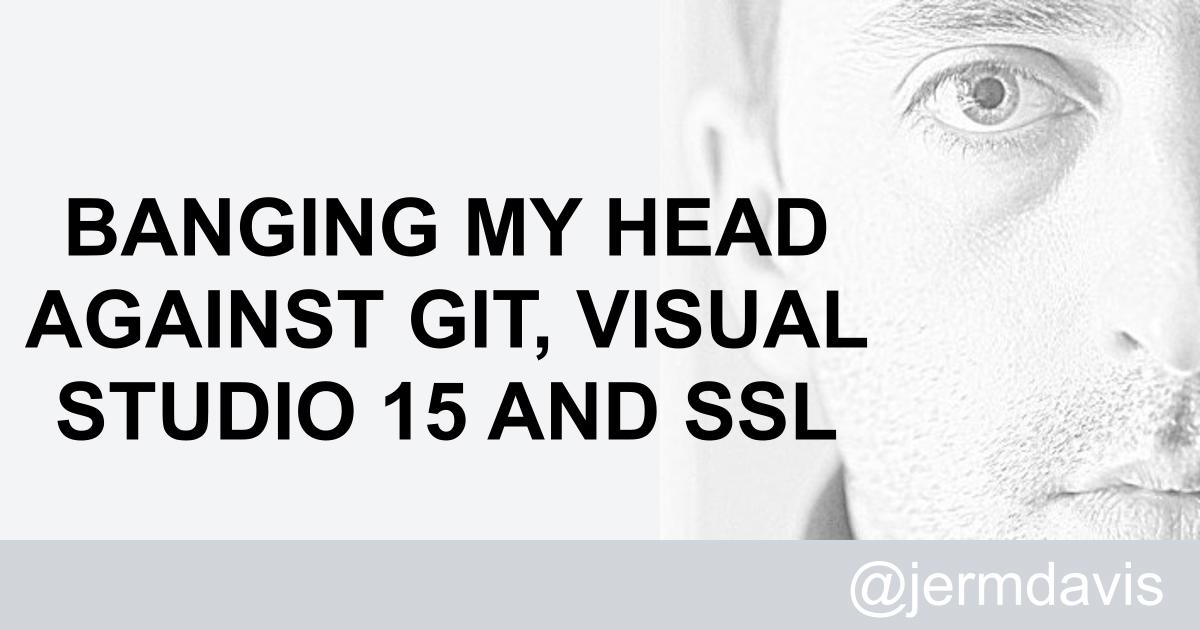 BANGING MY HEAD
AGAINST GIT, VISUAL
STUDIO 15 AND SSL
@jermdavis